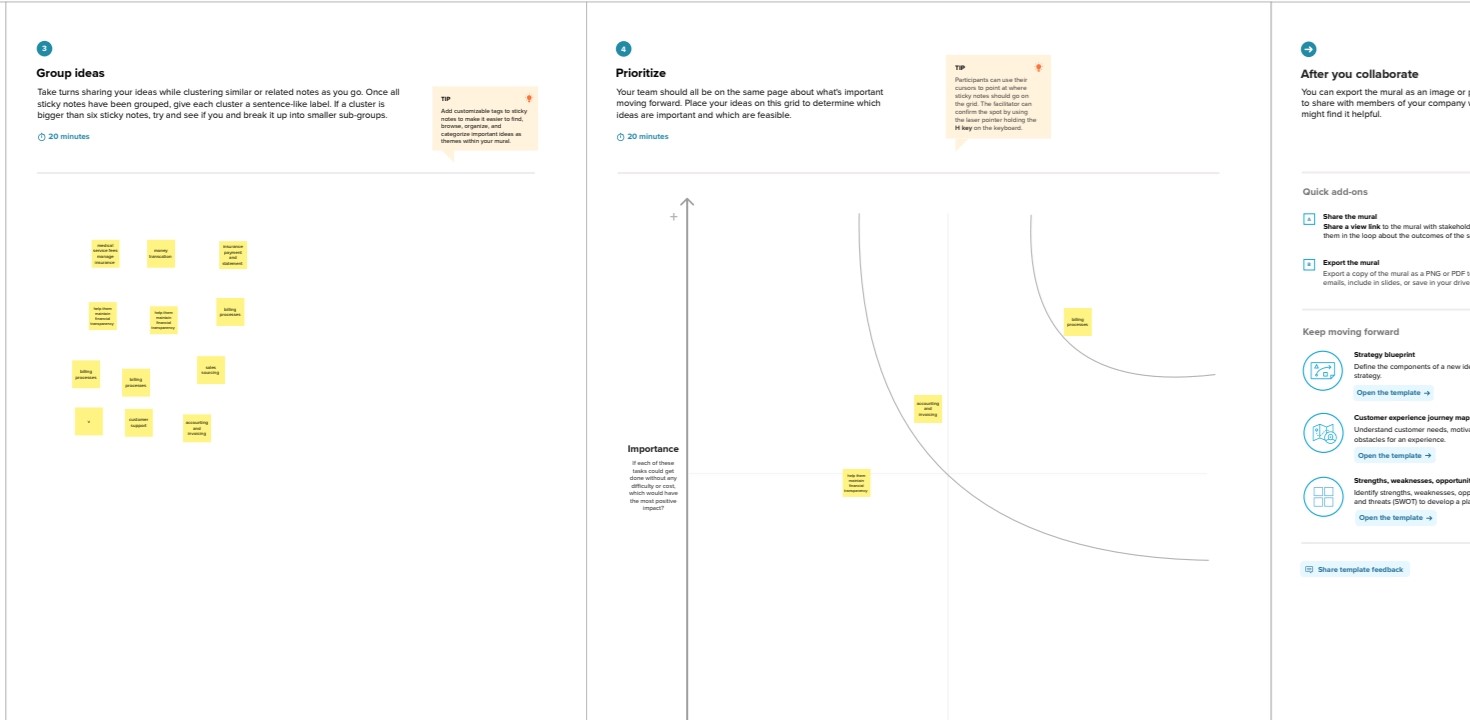 3
Group ideas
Take turns sharing your ideas while clustering similar or related notes as you go. Once all
sticky notes have been grouped, give each cluster a sentence-like label. If a cluster is
bigger than six sticky notes, try and see if you and break it up into smaller sub-groups.
20 minutes
TIP
Add customizable tags to sticky
notes to make it easier to find,
browse, organize, and
categorize important ideas as
themes within your mural.
medical
service fees
manage
insurance
money
transcation
insurance
payment
and
statement
help them
maintain
financial
transparency
help them
maintain
financial
transparency
billing
processes
billing
processes
billing
processes
sales
sourcing
v
customer
support
accounting
and
invoicing
4
Prioritize
Your team should all be on the same page about what's important
moving forward. Place your ideas on this grid to determine which
ideas are important and which are feasible.
20 minutes
TIP
Participants can use their
cursors to point at where
sticky notes should go on
the grid. The facilitator can
confirm the spot by using
the laser pointer holding the
H key on the keyboard.
+
billing
processes
accounting
and
invoicing
help them
maintain
financial
transparency
Importance
If each of these
tasks could get
done without any
difficulty or cost,
which would have
the most positive
impact?
After you collaborate
You can export the mural as an image or
to share with members of your company
might find it helpful.
Quick add-ons
A
Share the mural
Share a view link to the mural with stakehold
them in the loop about the outcomes of the s
B
Export the mural
Export a copy of the mural as a PNG or PDF t
emails, include in slides, or save in your drive
Keep moving forward
Strategy blueprint
Define the components of a new ide
strategy.
Open the template →
Customer experience journey map
Understand customer needs, motiva
obstacles for an experience.
Open the template →
Strengths, weaknesses, opportunit
Identify strengths, weaknesses, opp
and threats (SWOT) to develop a pla
Open the template →
Share template feedback